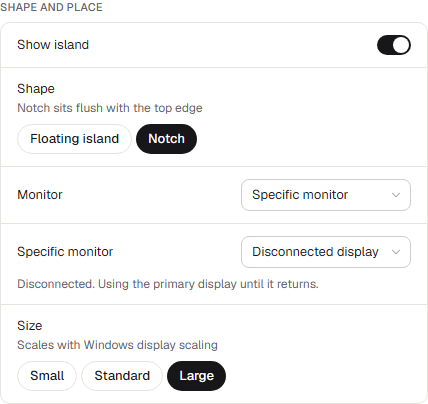 SHAPE AND PLACE
Show island
Shape
Notch sits flush with the top edge
Floating island
Notch
Monitor
Specific monitor
Specific monitor
Disconnected display
Disconnected. Using the primary display until it returns.
Size
Scales with Windows display scaling
Small
Standard
Large